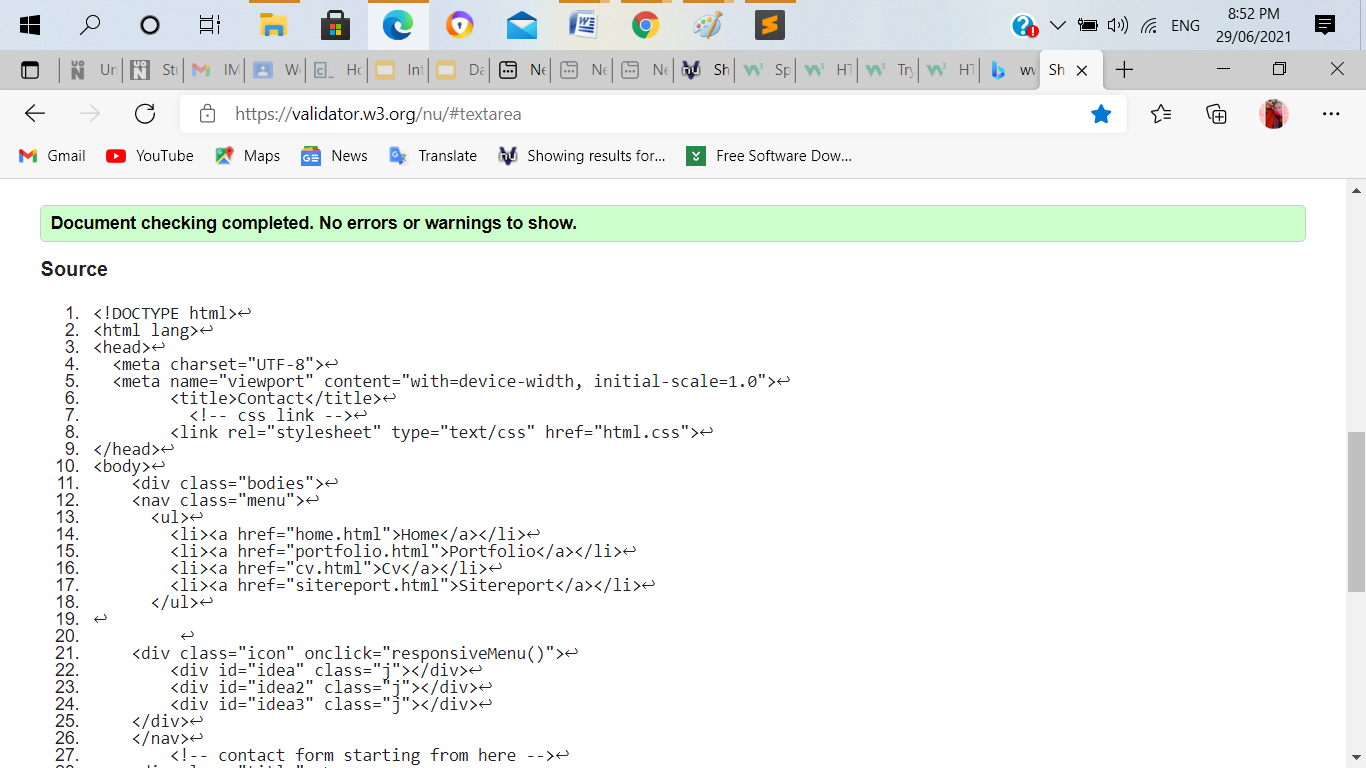 ENG
8:52 PM
29/06/2021
Un
Stu
IM
W
Ho
Int
Da
Ne
Ne
Ne
Sh
Sp
HT
Try
HT
wv
Sh
https://validator.w3.org/nu/#textarea
Gmail
YouTube
Maps
News
Translate
Showing results for...
Free Software Dow...
Document checking completed. No errors or warnings to show.
Source
1. <!DOCTYPE html>↩
2. <html lang>↩
3. <head>↩
4. <meta charset="UTF-8">↩
5. <meta name="viewport" content="with=device-width, initial-scale=1.0">↩
6. <title>Contact</title>↩
7. <!-- css link -->↩
8. <link rel="stylesheet" type="text/css" href="html.css">↩
9. </head>↩
10. <body>↩
11. <div class="bodies">↩
12. <nav class="menu">↩
13. <ul>↩
14. <li><a href="home.html">Home</a></li>↩
15. <li><a href="portfolio.html">Portfolio</a></li>↩
16. <li><a href="cv.html">Cv</a></li>↩
17. <li><a href="sitereport.html">Sitereport</a></li>↩
18. </ul>↩
19. ↩
20. ↩
21. <div class="icon" onclick="responsiveMenu()">↩
22. <div id="idea" class="j"></div>↩
23. <div id="idea2" class="j"></div>↩
24. <div id="idea3" class="j"></div>↩
25. </div>↩
26. </nav>↩
27. <!-- contact form starting from here -->↩